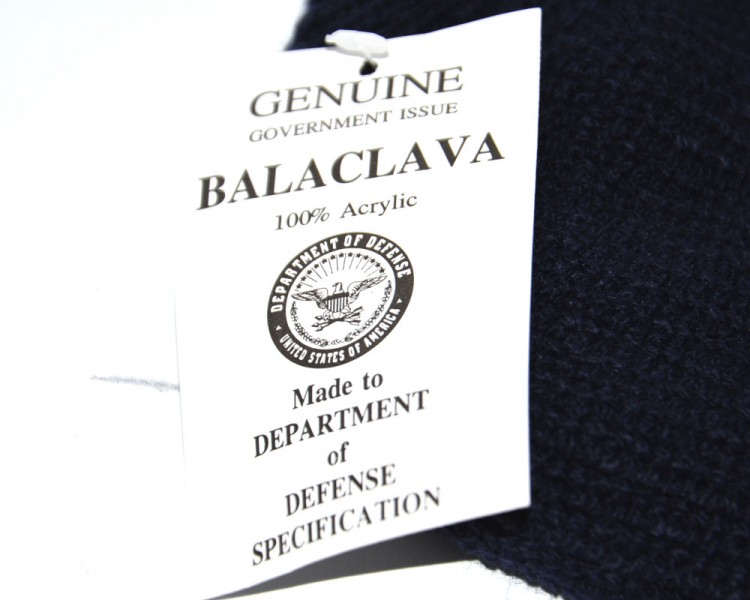 GENUINE
GOVERNMENT ISSUE
BALACLAVA
100% Acrylic
DEPARTMENT OF DEFENSE
UNITED STATES OF AMERICA
Made to
DEPARTMENT
of
DEFENSE
SPECIFICATION